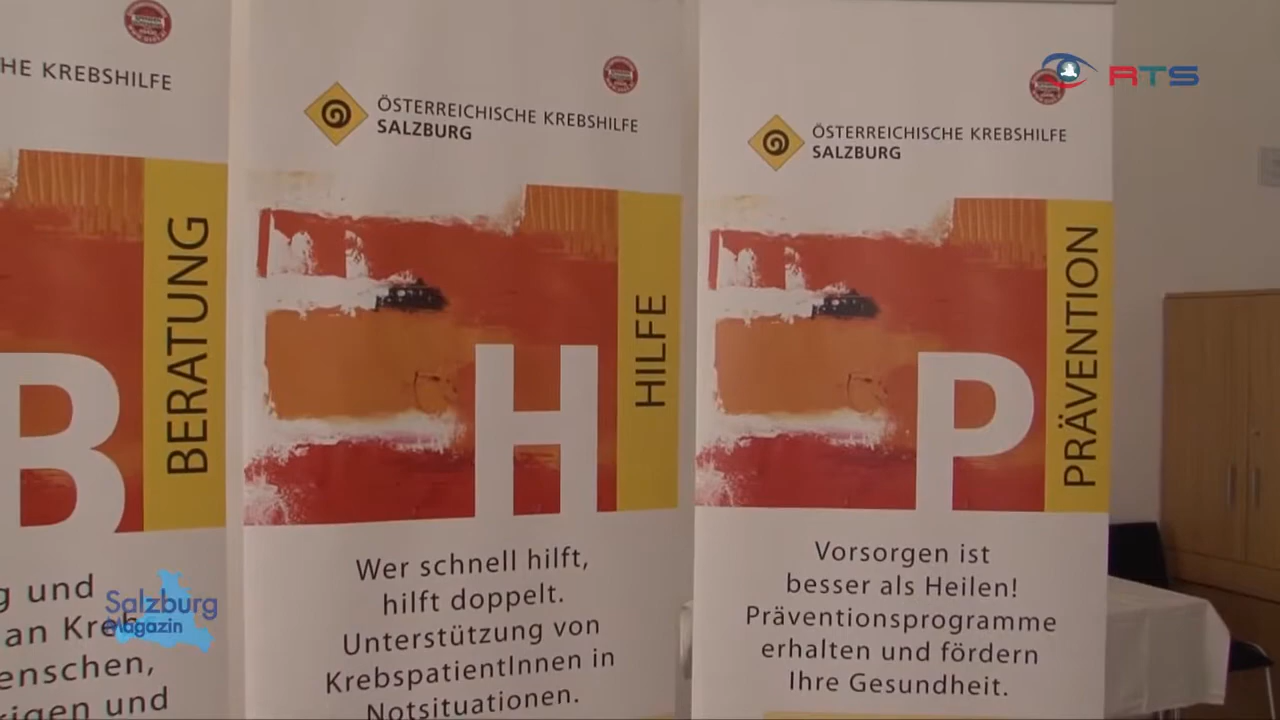 HE KREBSHILFE
BERATUNG
B
g und
an Kreb
enschen,
rigen und
ÖSTERREICHISCHE KREBSHILFE
SALZBURG
HILFE
H
Wer schnell hilft,
hilft doppelt.
Unterstützung von
KrebspatientInnen in
Notsituationen.
ÖSTERREICHISCHE KREBSHILFE
SALZBURG
PRÄVENTION
P
Vorsorgen ist
besser als Heilen!
Präventionsprogramme
erhalten und fördern
Ihre Gesundheit.
RTS
Salzburg
Magazin